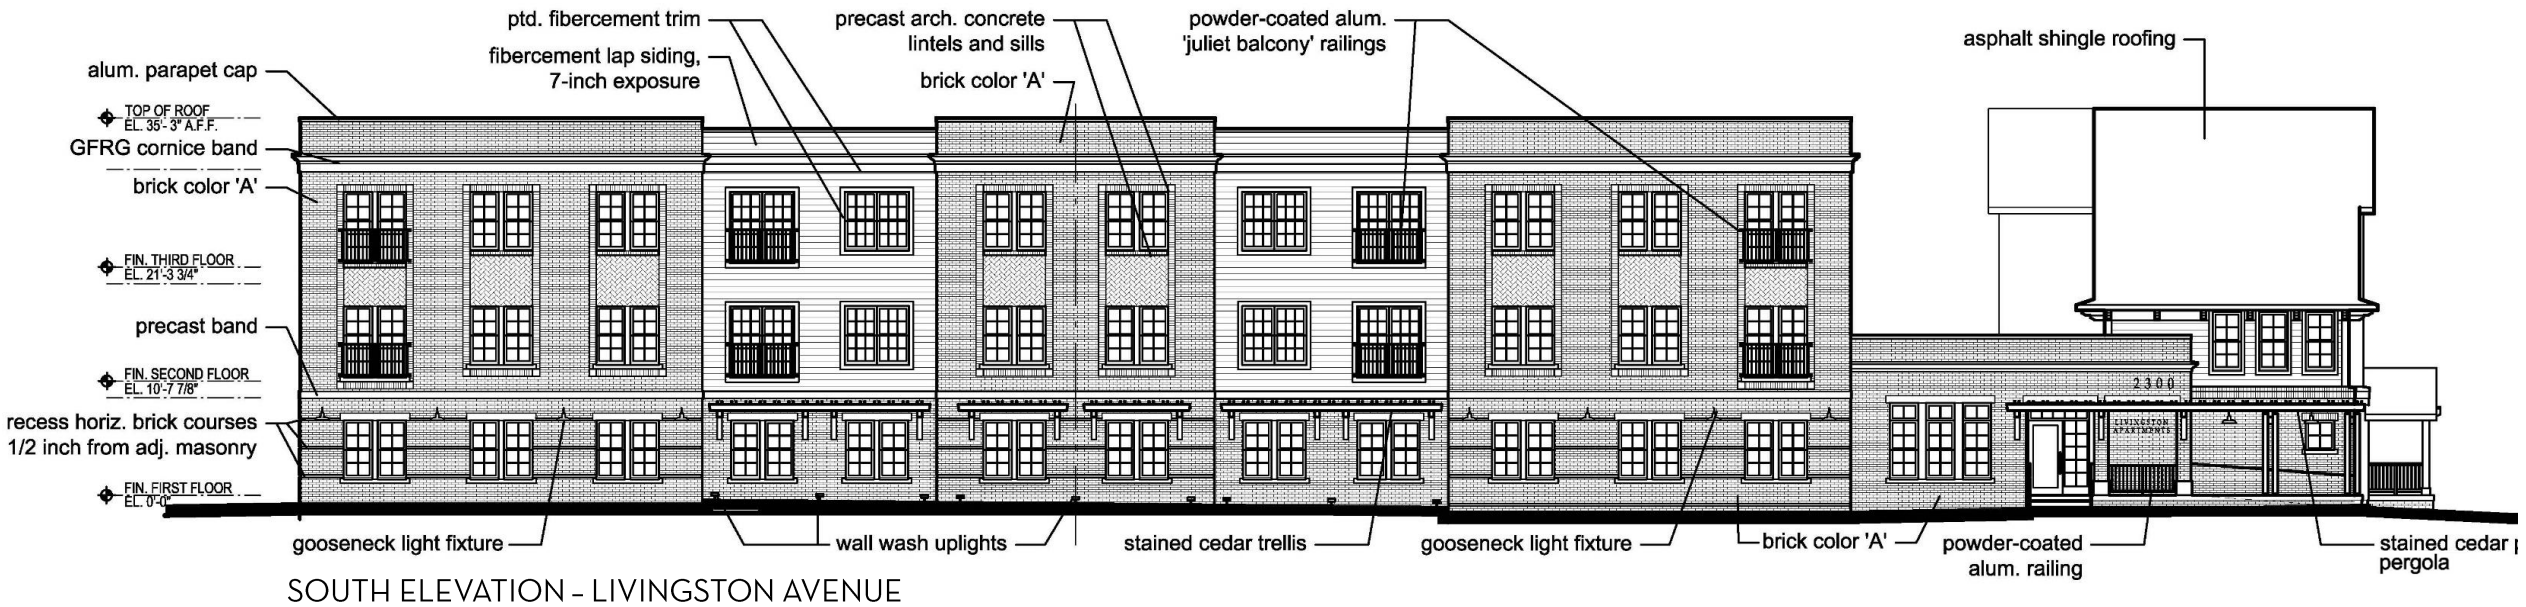 ptd. fibercement trim
fibercement lap siding,
7-inch exposure
precast arch. concrete
lintels and sills
brick color 'A'
powder-coated alum.
'juliet balcony' railings
asphalt shingle roofing
alum. parapet cap
TOP OF ROOF
EL. 35'- 3" A.F.F.
GFRG cornice band
brick color 'A'
FIN. THIRD FLOOR
EL. 21'-3 3/4"
precast band
FIN. SECOND FLOOR
EL. 10'-7 7/8"
recess horiz. brick courses
1/2 inch from adj. masonry
FIN. FIRST FLOOR
EL. 0'-0"
2300
LIVINGSTON
APARTMENTS
gooseneck light fixture
wall wash uplights
stained cedar trellis
gooseneck light fixture
brick color 'A'
powder-coated
alum. railing
stained cedar
pergola
SOUTH ELEVATION – LIVINGSTON AVENUE